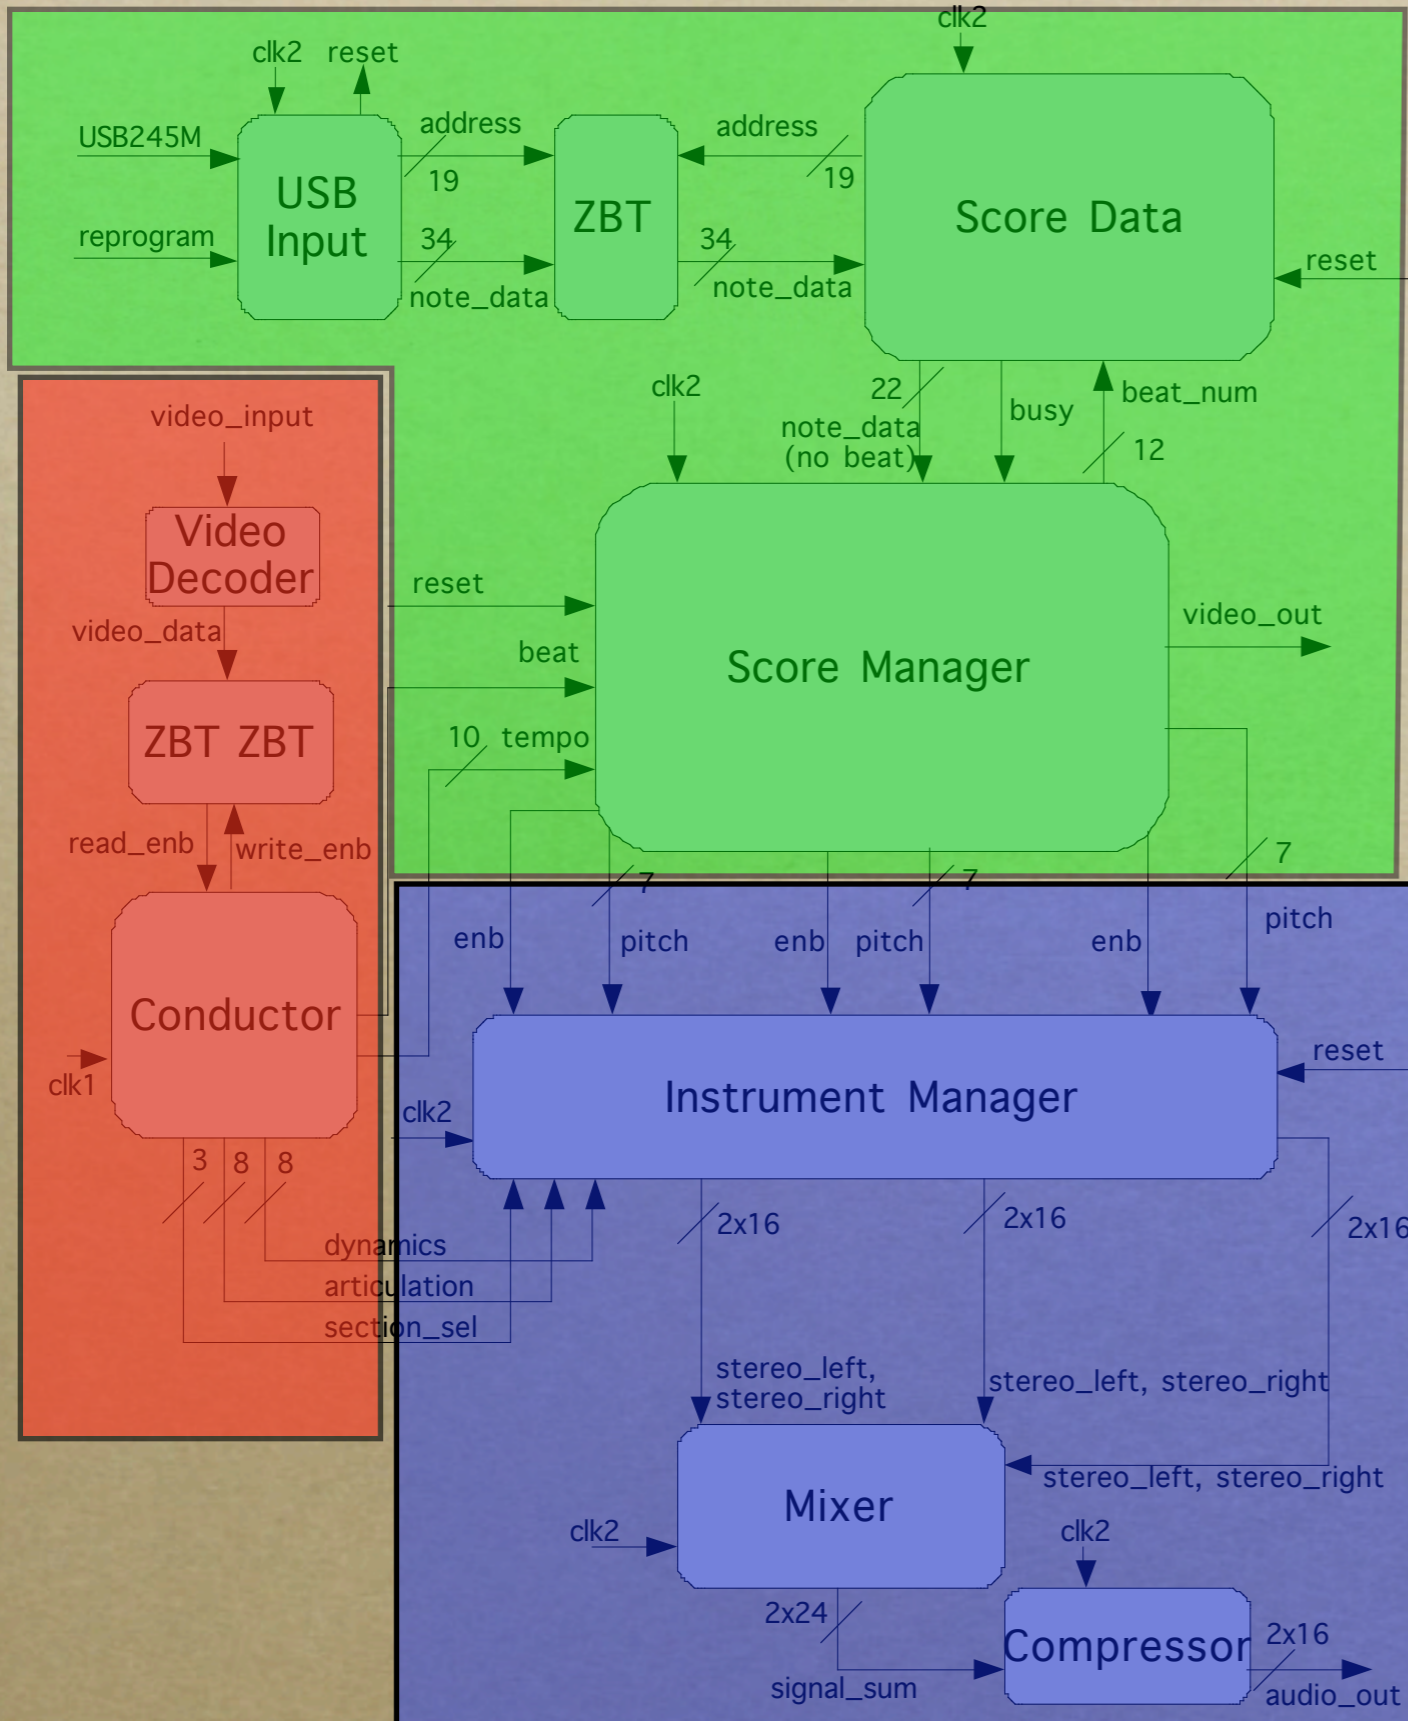 clk2
clk2 reset
USB245M
reprogram
USB
Input
address
19
34
note_data
ZBT
address
19
34
note_data
Score Data
reset
22
note_data
(no beat)
busy
beat_num
12
clk2
reset
beat
10 tempo
Score Manager
video_out
7
7
7
enb
pitch
enb
pitch
enb
pitch
video_input
Video
Decoder
video_data
ZBT ZBT
read_enb
write_enb
Conductor
clk1
3
8
8
dynamics
articulation
section_sel
clk2
Instrument Manager
reset
2x16
2x16
2x16
stereo_left,
stereo_right
stereo_left, stereo_right
stereo_left, stereo_right
Mixer
clk2
clk2
2x24
signal_sum
Compressor
2x16
audio_out